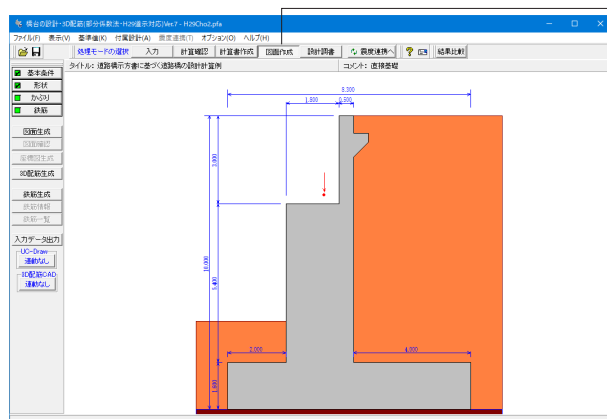 橋台の設計・3D配筋(部分係数法・H29道示対応)Ver.7 - H29Cho2.pfa
ファイル(F) 表示(V) 基準値(K) 付属設計(A) 震度連携(T) オプション(O) ヘルプ(H)
処理モードの選択 入力 計算確認 計算書作成 図面作成 設計調書 震度連携へ 結果比較
タイトル: 道路橋示方書に基づく道路橋の設計計算例 コメント: 直接基礎
基本条件
形状
かぶり
鉄筋
図面生成
図面確認
座標図生成
3D配筋生成
鉄筋生成
鉄筋情報
鉄筋一覧
入力データ出力
UC-Draw
連動なし
3D配筋CAD
連動なし
8.300
1.800 0.500
3.000
10.000
5.400
2.000 4.000
1.600